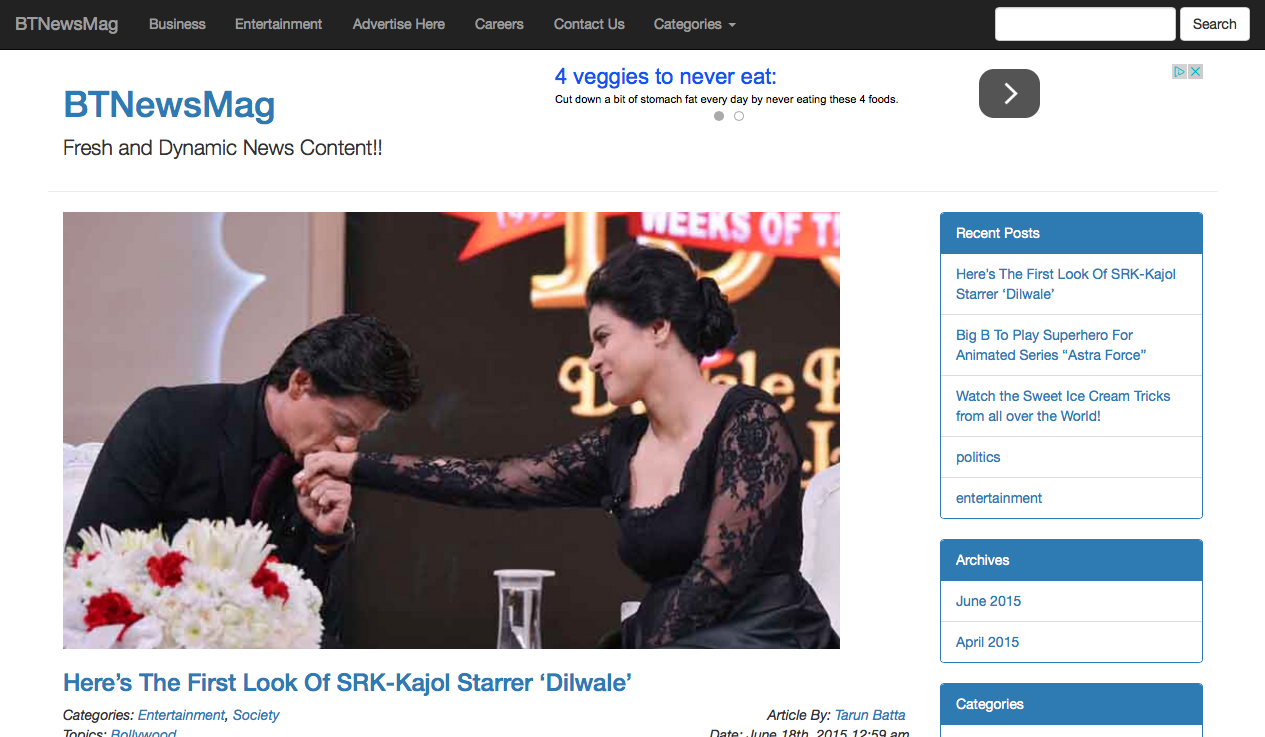 BTNewsMag Business Entertainment Advertise Here Careers Contact Us Categories Search
4 veggies to never eat:
Cut down a bit of stomach fat every day by never eating these 4 foods.
BTNewsMag
Fresh and Dynamic News Content!!
1995
WEEKS OF
Here's The First Look Of SRK-Kajol Starrer ‘Dilwale’
Categories: Entertainment, Society
Article By: Tarun Batta
Topics: Bollywood
Date: June 18th, 2015 12:59 am
Recent Posts
Here's The First Look Of SRK-Kajol
Starrer ‘Dilwale’
Big B To Play Superhero For
Animated Series “Astra Force”
Watch the Sweet Ice Cream Tricks
from all over the World!
politics
entertainment
Archives
June 2015
April 2015
Categories